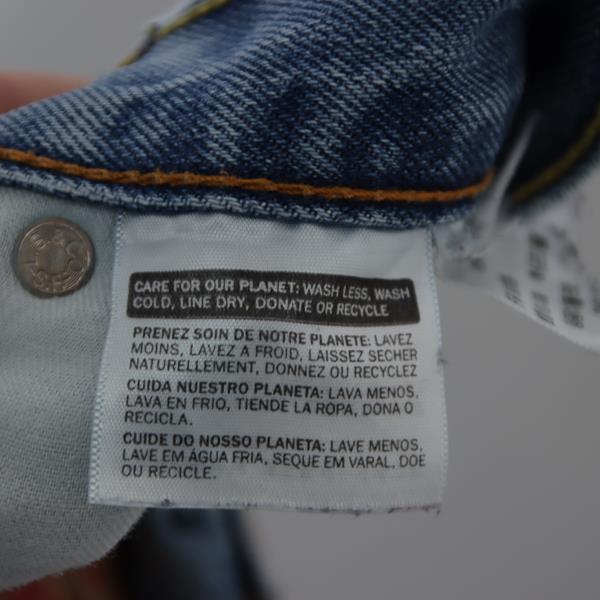 CARE FOR OUR PLANET: WASH LESS, WASH
COLD, LINE DRY, DONATE OR RECYCLE
PRENEZ SOIN DE NOTRE PLANETE: LAVEZ
MOINS, LAVEZ A FROID, LAISSEZ SECHER
NATURELLEMENT, DONNEZ OU RECYCLEZ
CUIDA NUESTRO PLANETA: LAVA MENOS,
LAVA EN FRIO, TIENDE LA ROPA, DONA O
RECICLA.
CUIDE DO NOSSO PLANETA: LAVE MENOS,
LAVE EM ÁGUA FRIA, SEQUE EM VARAL, DOE
OU RECICLE.